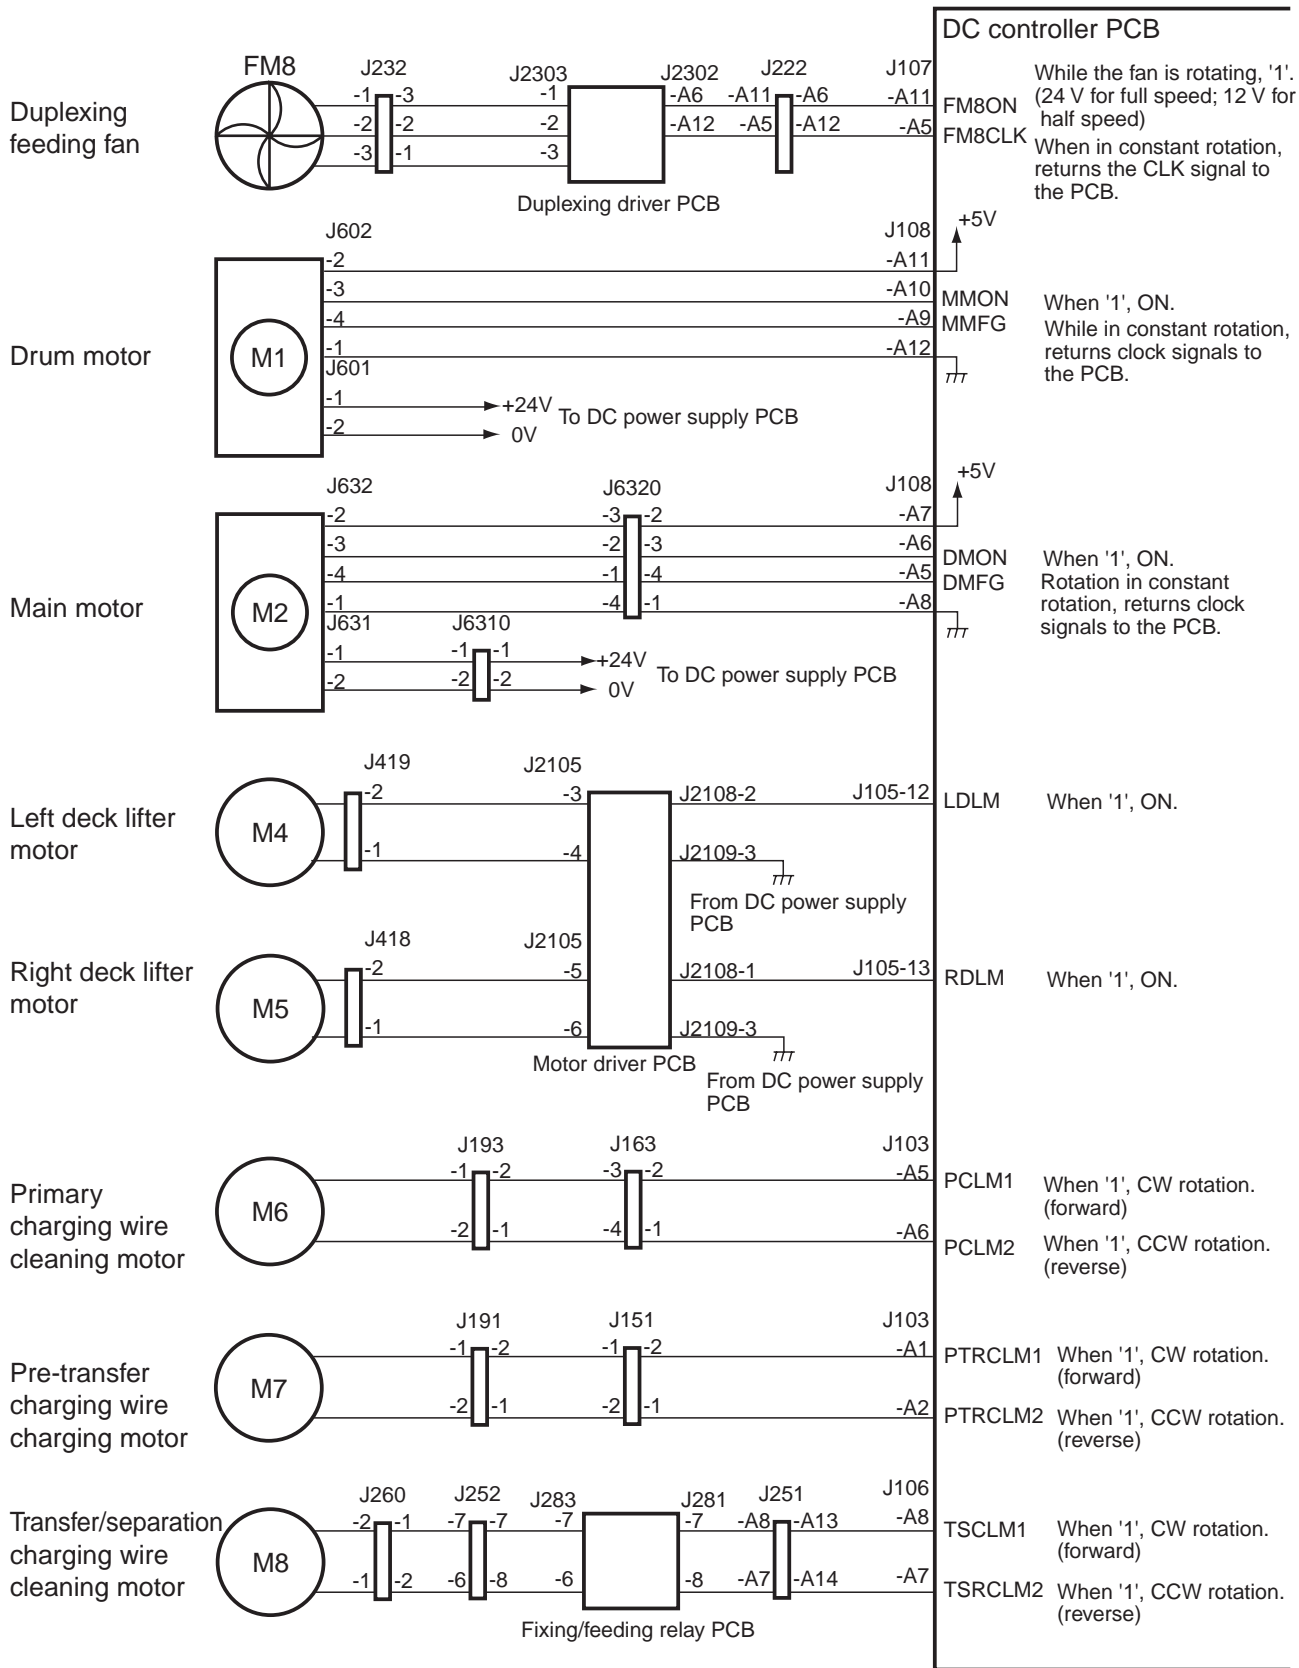 DC controller PCB
FM8 J232 J2303 J2302 J222 J107
Duplexing
feeding fan
-1 -3 -1 -A6 -A11 -A6 -A11 FM8ON
-2 -2 -2 -A12 -A5 -A12 -A5 FM8CLK
-3 -1 -3
Duplexing driver PCB
While the fan is rotating, '1'.
(24 V for full speed; 12 V for
half speed)
When in constant rotation,
returns the CLK signal to
the PCB.
J602 J108 +5V
-2 -A11
-3 -A10 MMON When '1', ON.
-4 -A9 MMFG While in constant rotation,
returns clock signals to
the PCB.
Drum motor M1
-1 -A12
J601
-1 +24V To DC power supply PCB
-2 0V
J632 J6320 J108 +5V
-2 -3 -2 -A7
-3 -2 -3 -A6 DMON When '1', ON.
-4 -1 -4 -A5 DMFG Rotation in constant
rotation, returns clock
signals to the PCB.
Main motor M2
-1 -4 -1 -A8
J631 J6310
-1 -1 -1 +24V To DC power supply PCB
-2 -2 -2 0V
J419 J2105
Left deck lifter
motor
M4
-2 -3 J2108-2 J105-12 LDLM When '1', ON.
-1 -4 J2109-3
From DC power supply
PCB
J418 J2105
Right deck lifter
motor
M5
-2 -5 J2108-1 J105-13 RDLM When '1', ON.
-1 -6 J2109-3
Motor driver PCB
From DC power supply
PCB
J193 J163 J103
Primary
charging wire
cleaning motor
M6
-1 -2 -3 -2 -A5 PCLM1 When '1', CW rotation.
(forward)
-2 -1 -4 -1 -A6 PCLM2 When '1', CCW rotation.
(reverse)
J191 J151 J103
Pre-transfer
charging wire
charging motor
M7
-1 -2 -1 -2 -A1 PTRCLM1 When '1', CW rotation.
(forward)
-2 -1 -2 -1 -A2 PTRCLM2 When '1', CCW rotation.
(reverse)
J260 J252 J283 J281 J251 J106
Transfer/separation
charging wire
cleaning motor
M8
-2 -1 -7 -7 -7 -7 -A8 -A13 -A8 TSCLM1 When '1', CW rotation.
(forward)
-1 -2 -6 -8 -6 -8 -A7 -A14 -A7 TSRCLM2 When '1', CCW rotation.
(reverse)
Fixing/feeding relay PCB